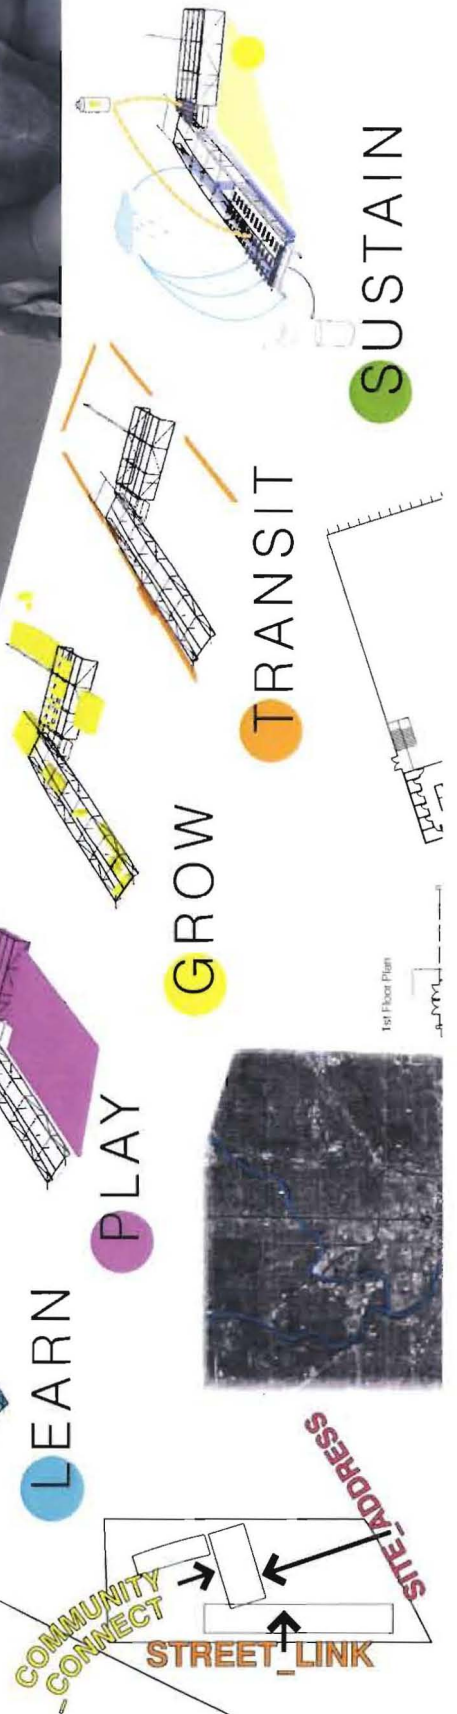 SUSTAIN
TRANSIT
GROW
PLAY
LEARN
1st Floor Plan
COMMUNITY
_CONNECT
STREET_LINK
SITE_ADDRESS